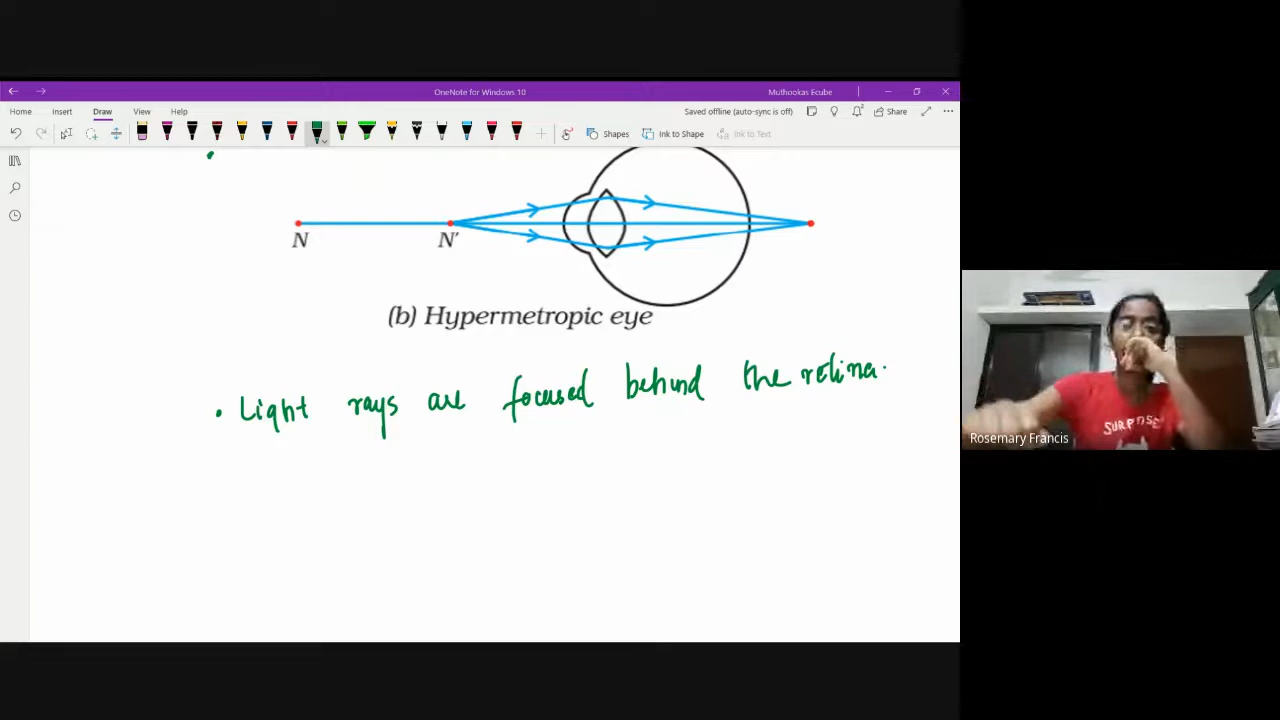 OneNote for Windows 10
Muthookas Ecube
Home Insert Draw View Help
Saved offline (auto-sync is off)
Share
Shapes
Ink to Shape
Ink to Text
N
N'
(b) Hypermetropic eye
• Light rays are focused behind the retina.
SURPRISE
Rosemary Francis